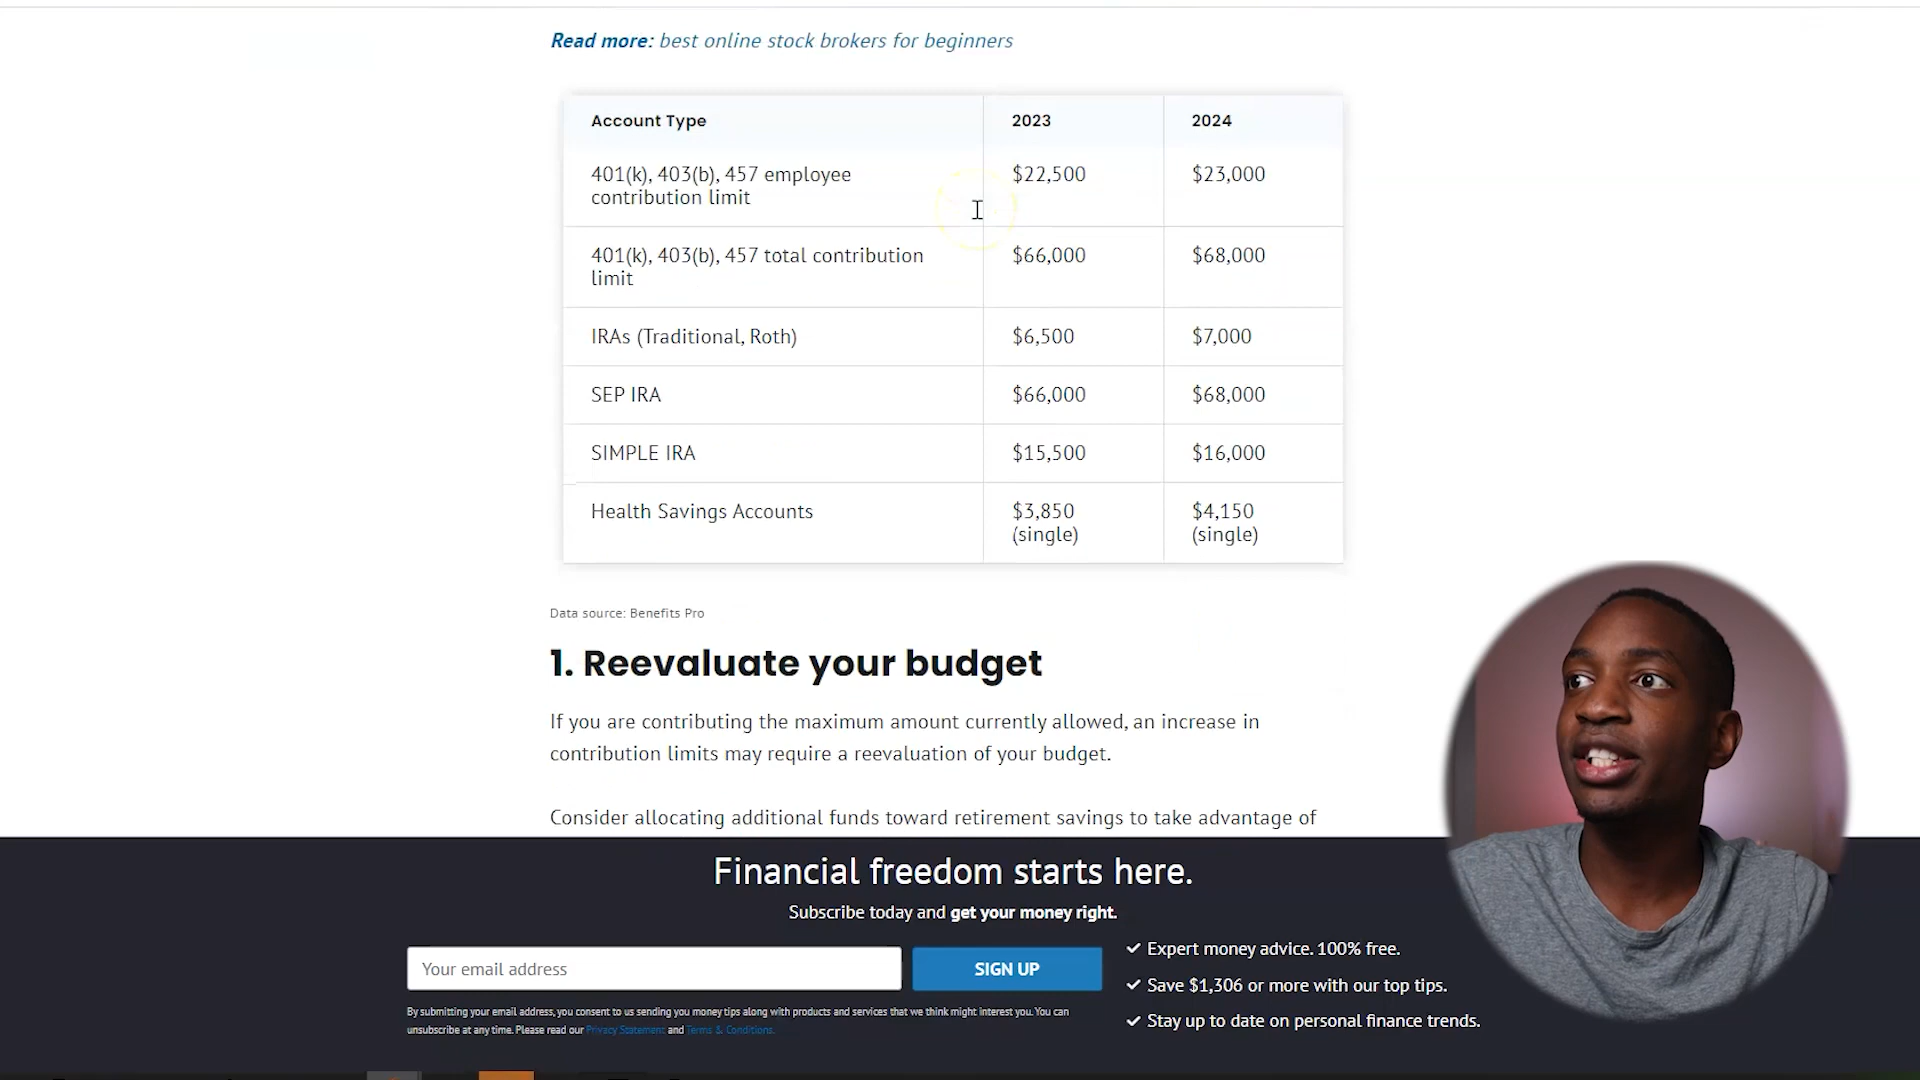 Read more: best online stock brokers for beginners
Account Type 2023 2024
401(k), 403(b), 457 employee $22,500 $23,000
contribution limit
401(k), 403(b), 457 total contribution $66,000 $68,000
limit
IRAs (Traditional, Roth) $6,500 $7,000
SEP IRA $66,000 $68,000
SIMPLE IRA $15,500 $16,000
Health Savings Accounts $3,850 $4,150
(single) (single)
Data source: Benefits Pro
1. Reevaluate your budget
If you are contributing the maximum amount currently allowed, an increase in
contribution limits may require a reevaluation of your budget.
Consider allocating additional funds toward retirement savings to take advantage of
Financial freedom starts here.
Subscribe today and get your money right.
Your email address
SIGN UP
By submitting your email address, you consent to us sending you money tips along with products and services that we think might interest you. You can
unsubscribe at any time. Please read our Privacy Statement and Terms & Conditions.
Expert money advice. 100% free.
Save $1,306 or more with our top tips.
Stay up to date on personal finance trends.